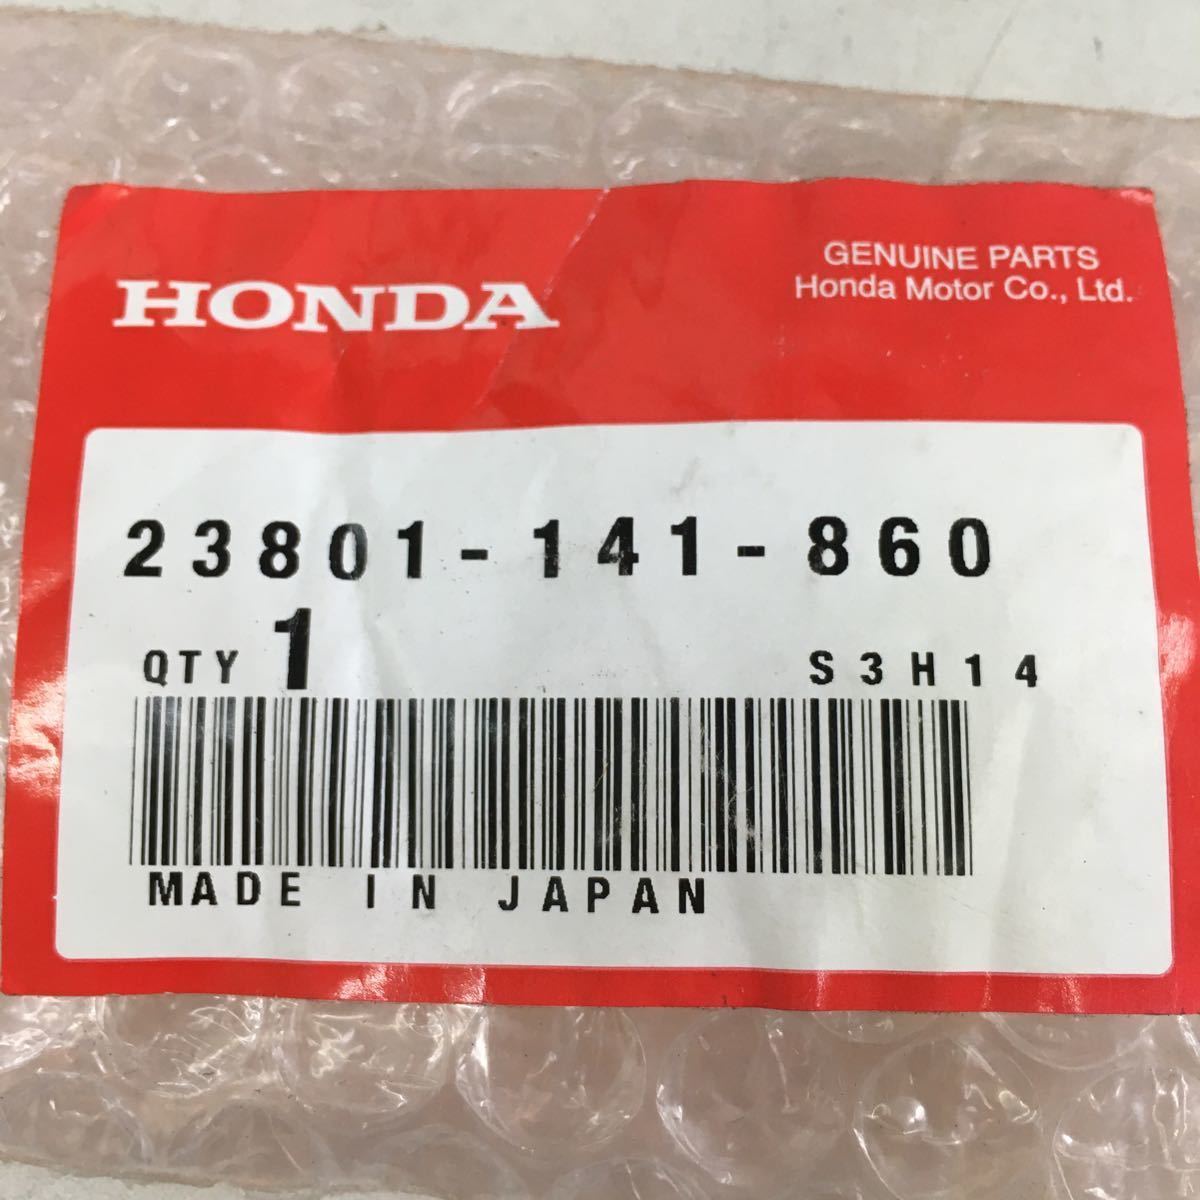 HONDA
GENUINE PARTS
Honda Motor Co., Ltd.
23801-141-860
QTY 1 S3H14
MADE IN JAPAN